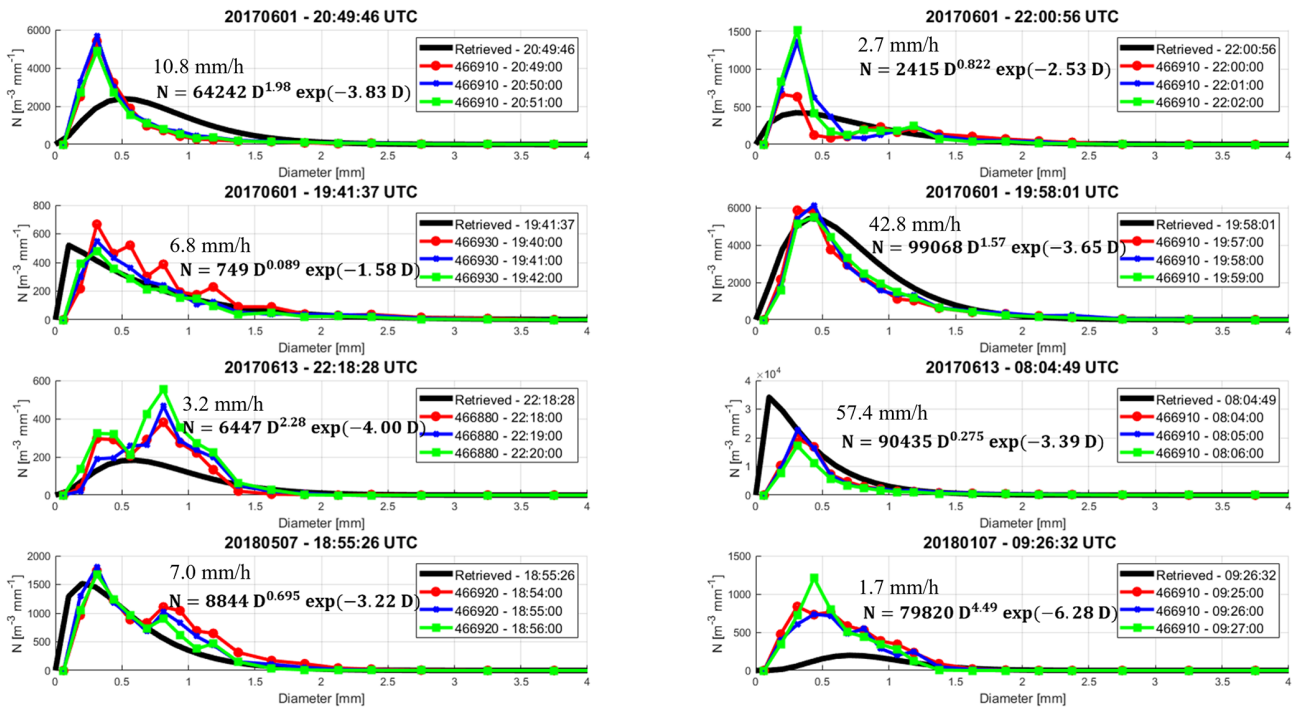 20170601 - 20:49:46 UTC
6000
4000
2000
0
N [m⁻³ mm⁻¹]
10.8 mm/h
N = 64242 D^1.98 exp(−3.83 D)
Retrieved - 20:49:46
466910 - 20:49:00
466910 - 20:50:00
466910 - 20:51:00
0 0.5 1 1.5 2 2.5 3 3.5 4
Diameter [mm]
20170601 - 22:00:56 UTC
1500
1000
500
0
N [m⁻³ mm⁻¹]
2.7 mm/h
N = 2415 D^0.822 exp(−2.53 D)
Retrieved - 22:00:56
466910 - 22:00:00
466910 - 22:01:00
466910 - 22:02:00
0 0.5 1 1.5 2 2.5 3 3.5 4
Diameter [mm]
20170601 - 19:41:37 UTC
800
600
400
200
0
N [m⁻³ mm⁻¹]
6.8 mm/h
N = 749 D^0.089 exp(−1.58 D)
Retrieved - 19:41:37
466930 - 19:40:00
466930 - 19:41:00
466930 - 19:42:00
0 0.5 1 1.5 2 2.5 3 3.5 4
Diameter [mm]
20170601 - 19:58:01 UTC
6000
4000
2000
0
N [m⁻³ mm⁻¹]
42.8 mm/h
N = 99068 D^1.57 exp(−3.65 D)
Retrieved - 19:58:01
466910 - 19:57:00
466910 - 19:58:00
466910 - 19:59:00
0 0.5 1 1.5 2 2.5 3 3.5 4
Diameter [mm]
20170613 - 22:18:28 UTC
600
400
200
0
N [m⁻³ mm⁻¹]
3.2 mm/h
N = 6447 D^2.28 exp(−4.00 D)
Retrieved - 22:18:28
466880 - 22:18:00
466880 - 22:19:00
466880 - 22:20:00
0 0.5 1 1.5 2 2.5 3 3.5 4
Diameter [mm]
20170613 - 08:04:49 UTC
×10⁴
4
3
2
1
0
N [m⁻³ mm⁻¹]
57.4 mm/h
N = 90435 D^0.275 exp(−3.39 D)
Retrieved - 08:04:49
466910 - 08:04:00
466910 - 08:05:00
466910 - 08:06:00
0 0.5 1 1.5 2 2.5 3 3.5 4
Diameter [mm]
20180507 - 18:55:26 UTC
2000
1500
1000
500
0
N [m⁻³ mm⁻¹]
7.0 mm/h
N = 8844 D^0.695 exp(−3.22 D)
Retrieved - 18:55:26
466920 - 18:54:00
466920 - 18:55:00
466920 - 18:56:00
0 0.5 1 1.5 2 2.5 3 3.5 4
Diameter [mm]
20180107 - 09:26:32 UTC
1500
1000
500
0
N [m⁻³ mm⁻¹]
1.7 mm/h
N = 79820 D^4.49 exp(−6.28 D)
Retrieved - 09:26:32
466910 - 09:25:00
466910 - 09:26:00
466910 - 09:27:00
0 0.5 1 1.5 2 2.5 3 3.5 4
Diameter [mm]